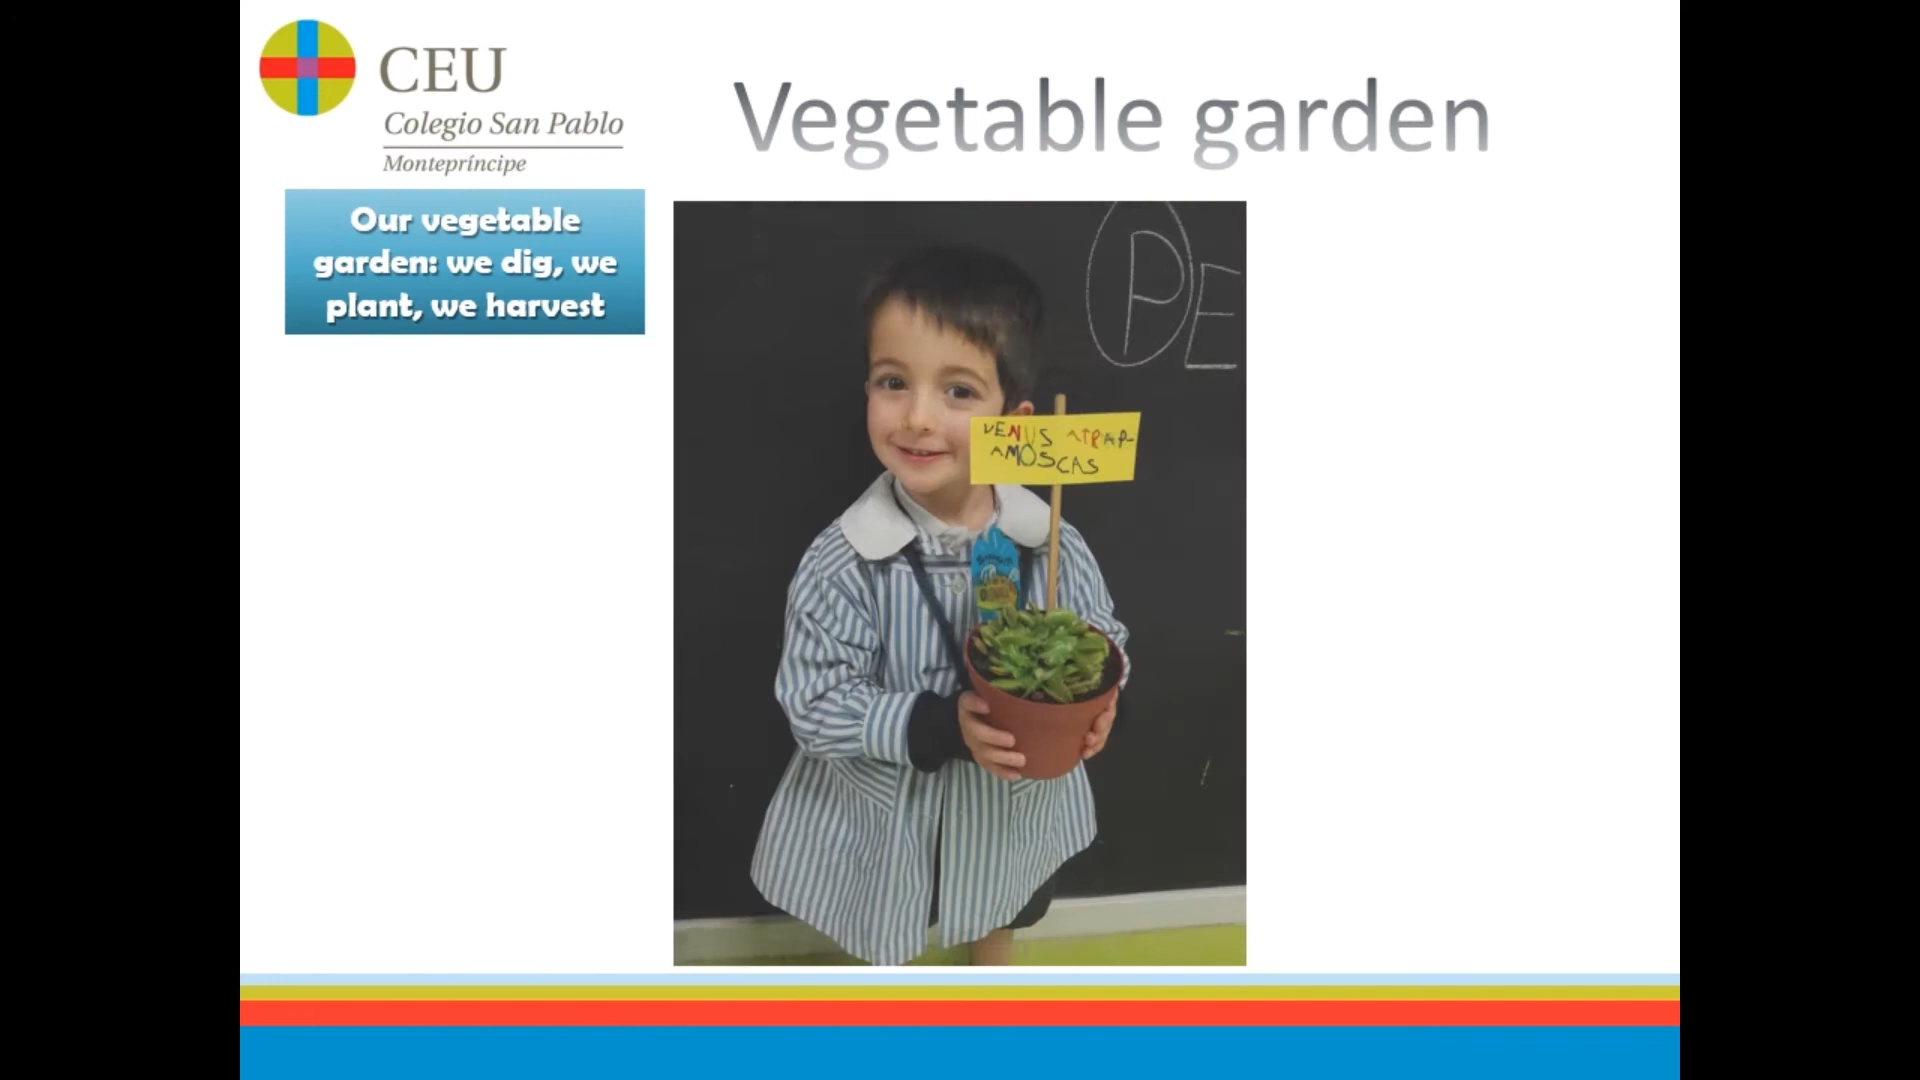 CEU
Colegio San Pablo
Montepríncipe
Vegetable garden
Our vegetable
garden: we dig, we
plant, we harvest
PE
VENUS ATRAP-
AMOSCAS